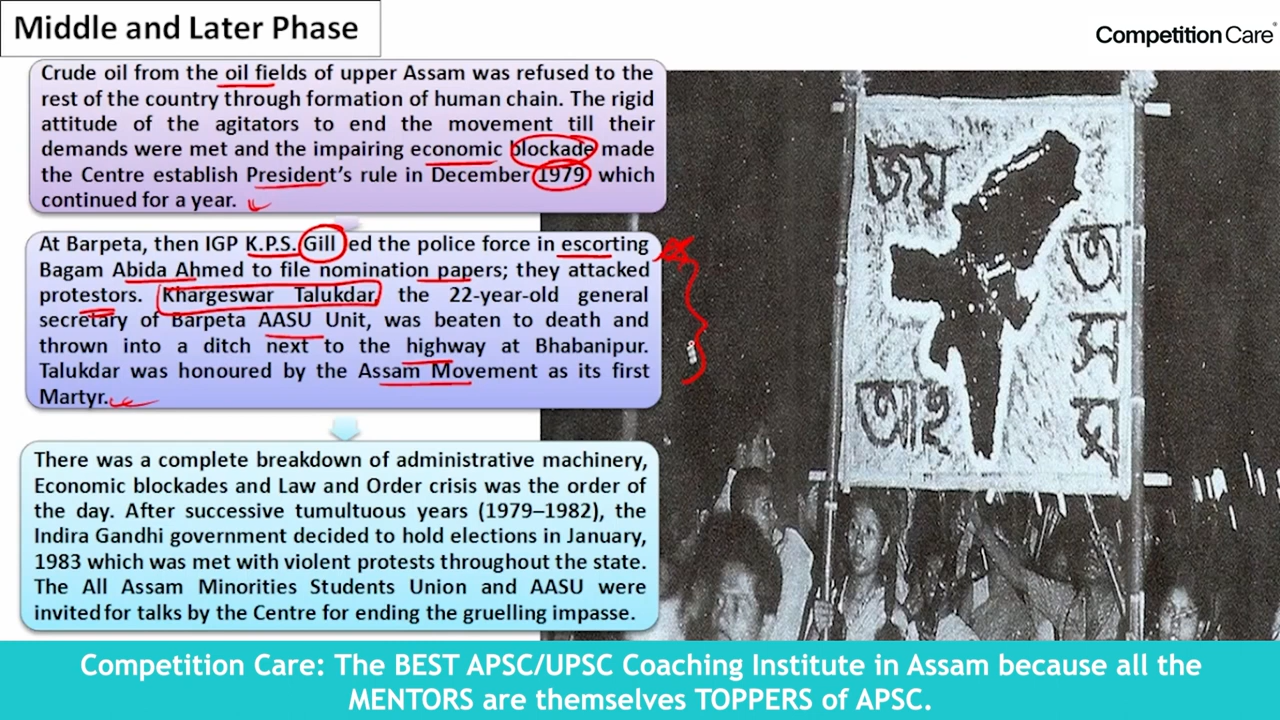 Middle and Later Phase
Competition Care
Crude oil from the oil fields of upper Assam was refused to the
rest of the country through formation of human chain. The rigid
attitude of the agitators to end the movement till their
demands were met and the impairing economic blockade made
the Centre establish President's rule in December 1979, which
continued for a year.
At Barpeta, then IGP K.P.S. Gill ed the police force in escorting
Bagam Abida Ahmed to file nomination papers; they attacked
protestors. Khargeswar Talukdar, the 22-year-old general
secretary of Barpeta AASU Unit, was beaten to death and
thrown into a ditch next to the highway at Bhabanipur.
Talukdar was honoured by the Assam Movement as its first
Martyr.
There was a complete breakdown of administrative machinery,
Economic blockades and Law and Order crisis was the order of
the day. After successive tumultuous years (1979–1982), the
Indira Gandhi government decided to hold elections in January,
1983 which was met with violent protests throughout the state.
The All Assam Minorities Students Union and AASU were
invited for talks by the Centre for ending the gruelling impasse.
জয়
আই
অসম
Competition Care: The BEST APSC/UPSC Coaching Institute in Assam because all the
MENTORS are themselves TOPPERS of APSC.